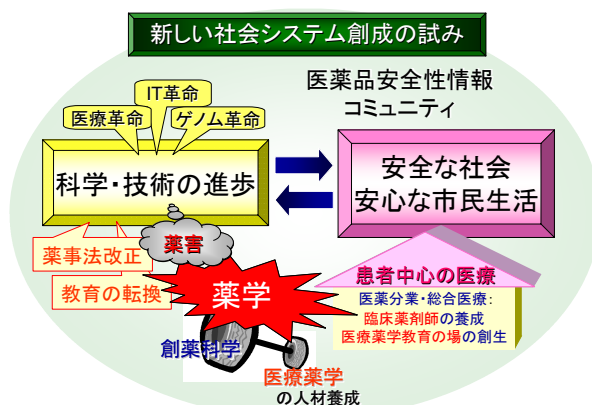 新しい社会システム創成の試み
IT革命
医療革命
ゲノム革命
医薬品安全性情報
コミュニティ
科学・技術の進歩
安全な社会
安心な市民生活
薬害
薬事法改正
教育の転換
薬学
患者中心の医療
医薬分業・総合医療:
臨床薬剤師の養成
医療薬学教育の場の創生
創薬科学
医療薬学
の人材養成